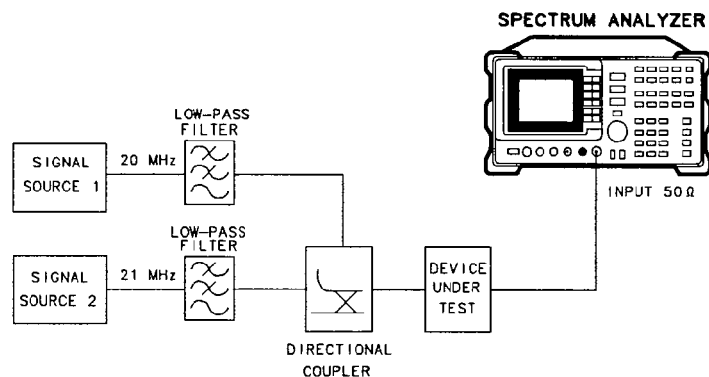 SPECTRUM ANALYZER
LOW-PASS
FILTER
SIGNAL
SOURCE 1
20 MHz
INPUT 50Ω
LOW-PASS
FILTER
SIGNAL
SOURCE 2
21 MHz
DEVICE
UNDER
TEST
DIRECTIONAL
COUPLER